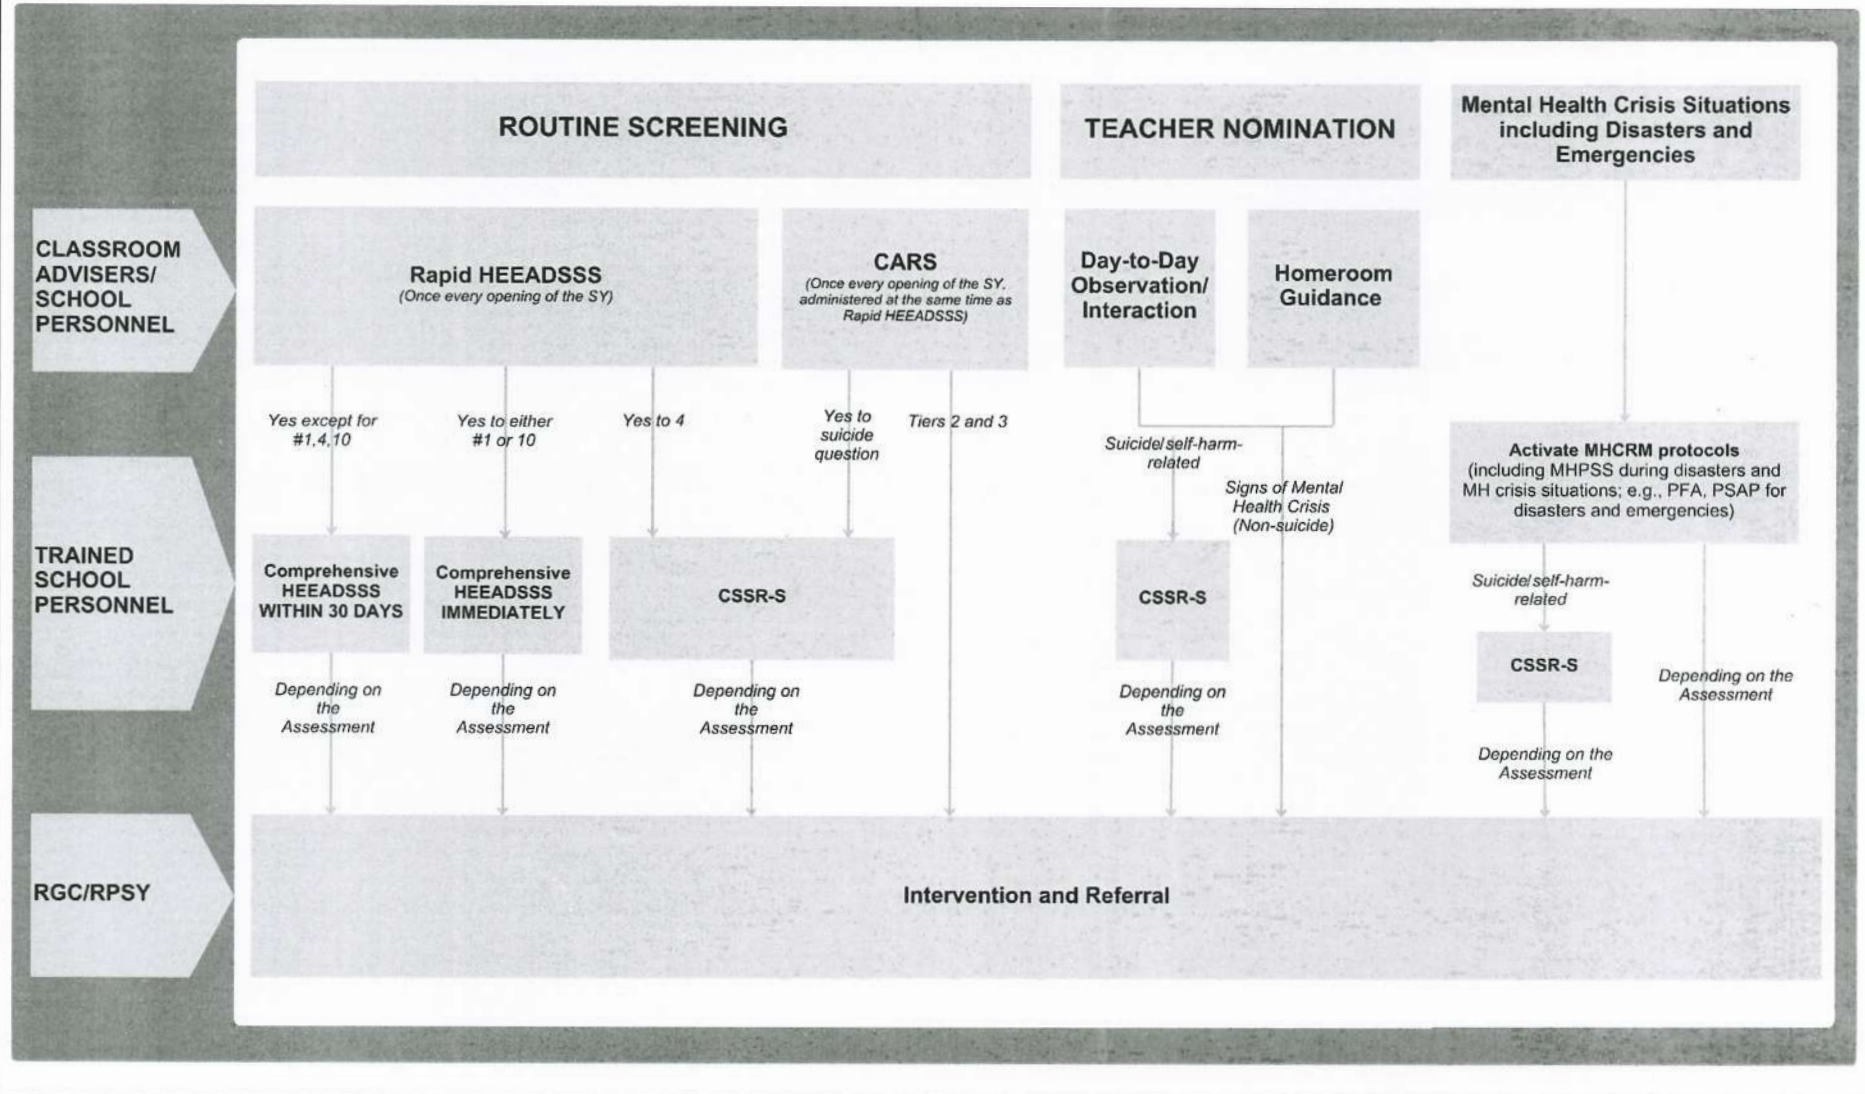 ROUTINE SCREENING
TEACHER NOMINATION
Mental Health Crisis Situations
including Disasters and
Emergencies
CLASSROOM
ADVISERS/
SCHOOL
PERSONNEL
Rapid HEEADSSS
(Once every opening of the SY)
CARS
(Once every opening of the SY.
administered at the same time as
Rapid HEEADSSS)
Day-to-Day
Observation/
Interaction
Homeroom
Guidance
Yes except for
#1,4,10
Yes to either
#1 or 10
Yes to 4
Yes to
suicide
question
Tiers 2 and 3
Suicide/self-harm-
related
Signs of Mental
Health Crisis
(Non-suicide)
Activate MHCRM protocols
(including MHPSS during disasters and
MH crisis situations; e.g., PFA, PSAP for
disasters and emergencies)
TRAINED
SCHOOL
PERSONNEL
Comprehensive
HEEADSSS
WITHIN 30 DAYS
Comprehensive
HEEADSSS
IMMEDIATELY
CSSR-S
CSSR-S
Suicide/self-harm-
related
CSSR-S
Depending on
the
Assessment
Depending on
the
Assessment
Depending on
the
Assessment
Depending on
the
Assessment
Depending on the
Assessment
Depending on the
Assessment
RGC/RPSY
Intervention and Referral